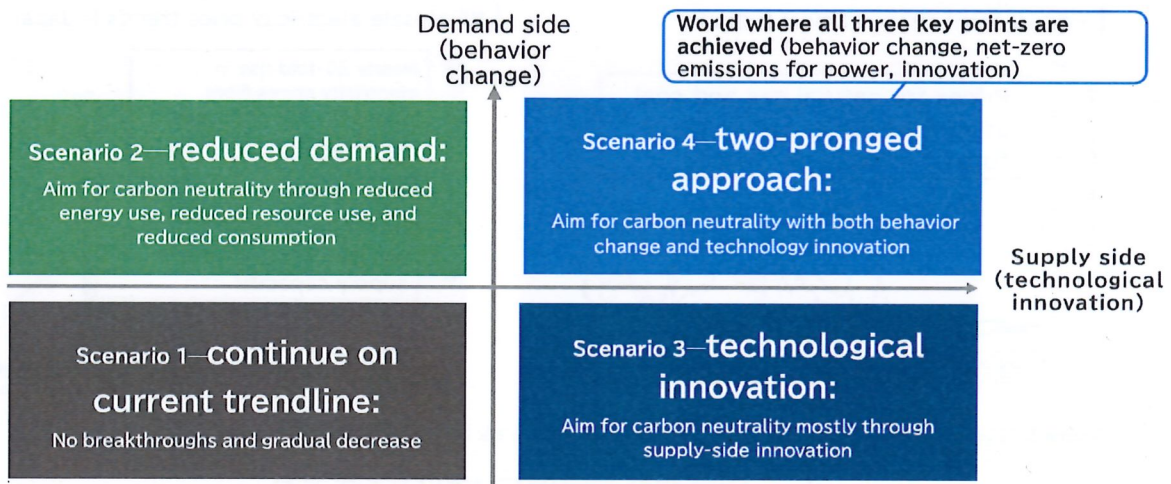 Demand side
(behavior
change)
World where all three key points are
achieved (behavior change, net-zero
emissions for power, innovation)
Scenario 2—reduced demand:
Aim for carbon neutrality through reduced
energy use, reduced resource use, and
reduced consumption
Scenario 4—two-pronged
approach:
Aim for carbon neutrality with both behavior
change and technology innovation
Supply side
(technological
innovation)
Scenario 1—continue on
current trendline:
No breakthroughs and gradual decrease
Scenario 3—technological
innovation:
Aim for carbon neutrality mostly through
supply-side innovation